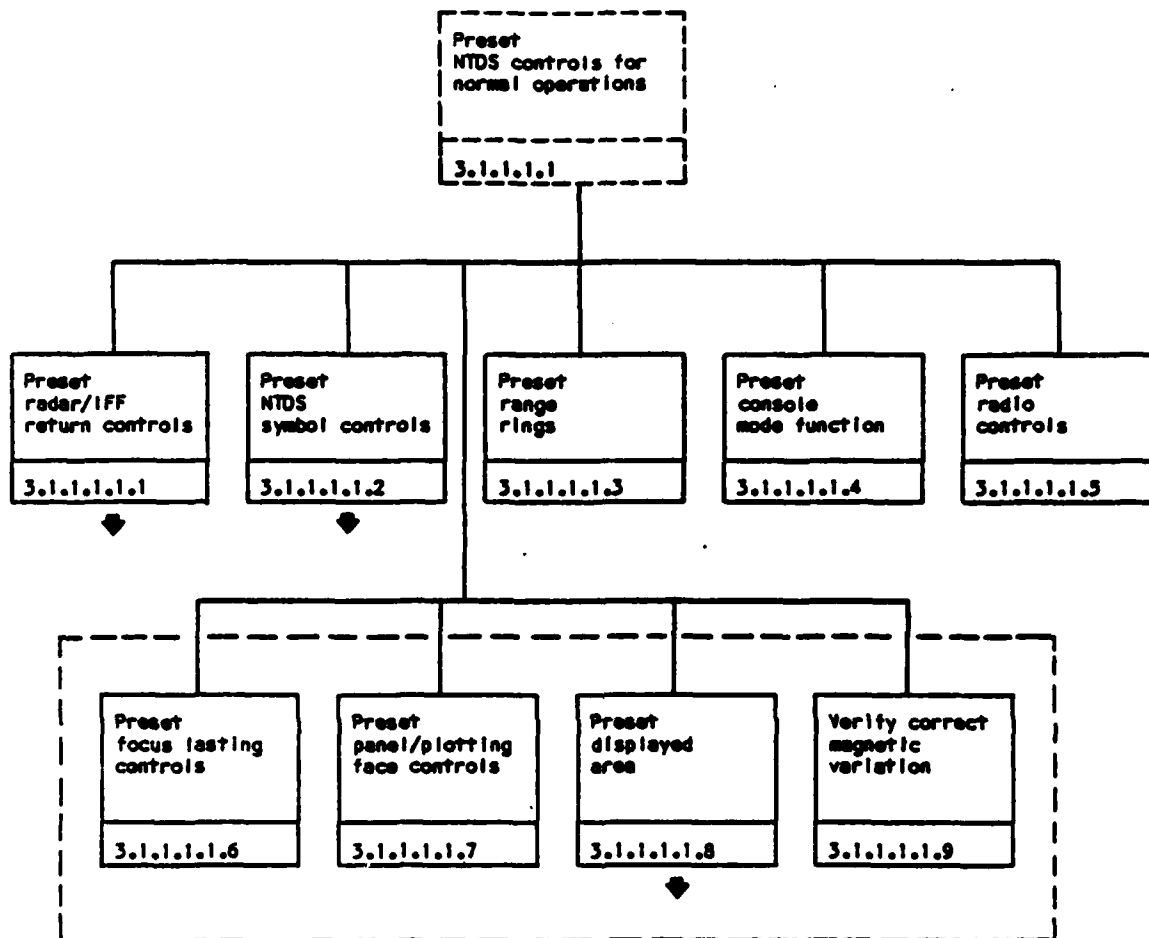 Preset
NTDS controls for
normal operations
3.1.1.1.1
Preset
radar/IFF
return controls
3.1.1.1.1.1
Preset
NTDS
symbol controls
3.1.1.1.1.2
Preset
range
rings
3.1.1.1.1.3
Preset
console
mode function
3.1.1.1.1.4
Preset
radio
controls
3.1.1.1.1.5
Preset
focus lasting
controls
3.1.1.1.1.6
Preset
panel/plotting
face controls
3.1.1.1.1.7
Preset
displayed
area
3.1.1.1.1.8
Verify correct
magnetic
variation
3.1.1.1.1.9